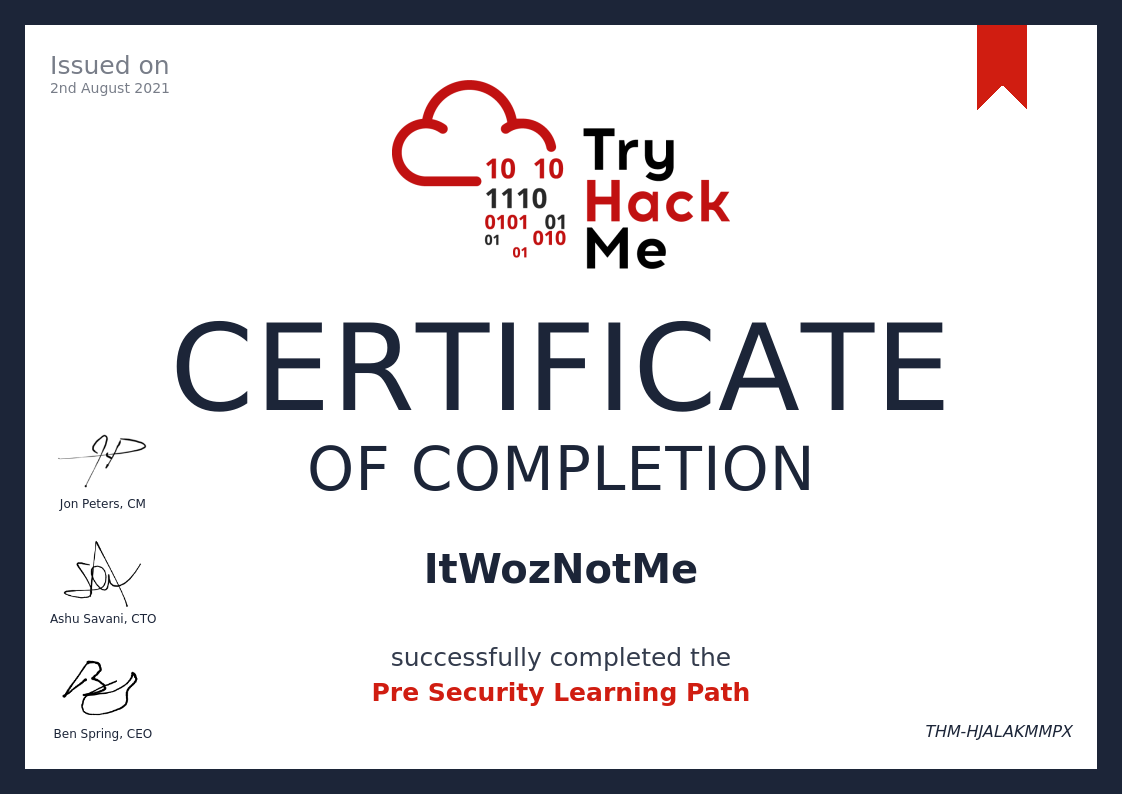 Issued on
2nd August 2021
10 10
1110
0101 01
01 010
01
Try
Hack
Me
CERTIFICATE
OF COMPLETION
Jon Peters, CM
ItWozNotMe
Ashu Savani, CTO
successfully completed the
Pre Security Learning Path
Ben Spring, CEO
THM-HJALAKMMPX